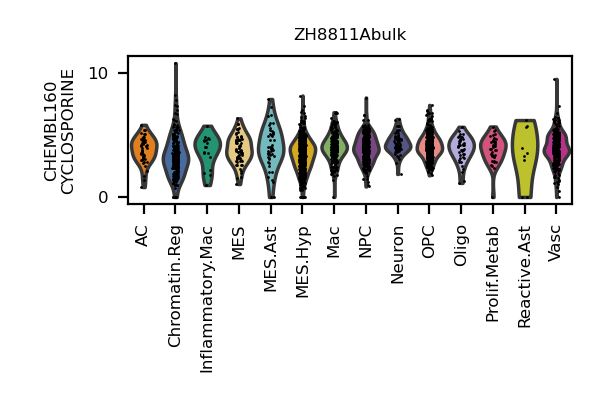 ZH8811Abulk
CHEMBL160
CYCLOSPORINE
10
0
AC
Chromatin.Reg
Inflammatory.Mac
MES
MES.Ast
MES.Hyp
Mac
NPC
Neuron
OPC
Oligo
Prolif.Metab
Reactive.Ast
Vasc